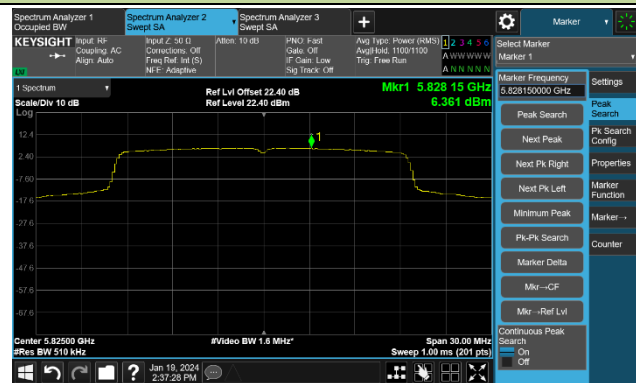 Spectrum Analyzer 1
Occupied BW
Spectrum Analyzer 2
Swept SA
Spectrum Analyzer 3
Swept SA
Marker
KEYSIGHT
Input: RF
Coupling: AC
Align: Auto
Input Z: 50 Ω
Corrections: Off
Freq Ref: Int (S)
NFE: Adaptive
Atten: 10 dB
PNO: Fast
Gate: Off
IF Gain: Low
Sig Track: Off
Avg Type: Power (RMS)
Avg|Hold: 1100/1100
Trig: Free Run
1 2 3 4 5 6
A W W W W W
A N N N N N
LV
Select Marker
Marker 1
1 Spectrum
Scale/Div 10 dB
Log
Ref Lvl Offset 22.40 dB
Ref Level 22.40 dBm
Mkr1 5.828 15 GHz
6.361 dBm
1
12.4
2.40
-7.60
-17.6
-27.6
-37.6
-47.6
-57.6
-67.6
Center 5.82500 GHz
#Res BW 510 kHz
#Video BW 1.6 MHz*
Span 30.00 MHz
Sweep 1.00 ms (201 pts)
Marker Frequency
5.828150000 GHz
Peak Search
Next Peak
Next Pk Right
Next Pk Left
Minimum Peak
Pk-Pk Search
Marker Delta
Mkr→CF
Mkr→Ref Lvl
Continuous Peak
Search
On
Off
Settings
Peak
Search
Pk Search
Config
Properties
Marker
Function
Marker→
Counter
Jan 19, 2024
2:37:28 PM